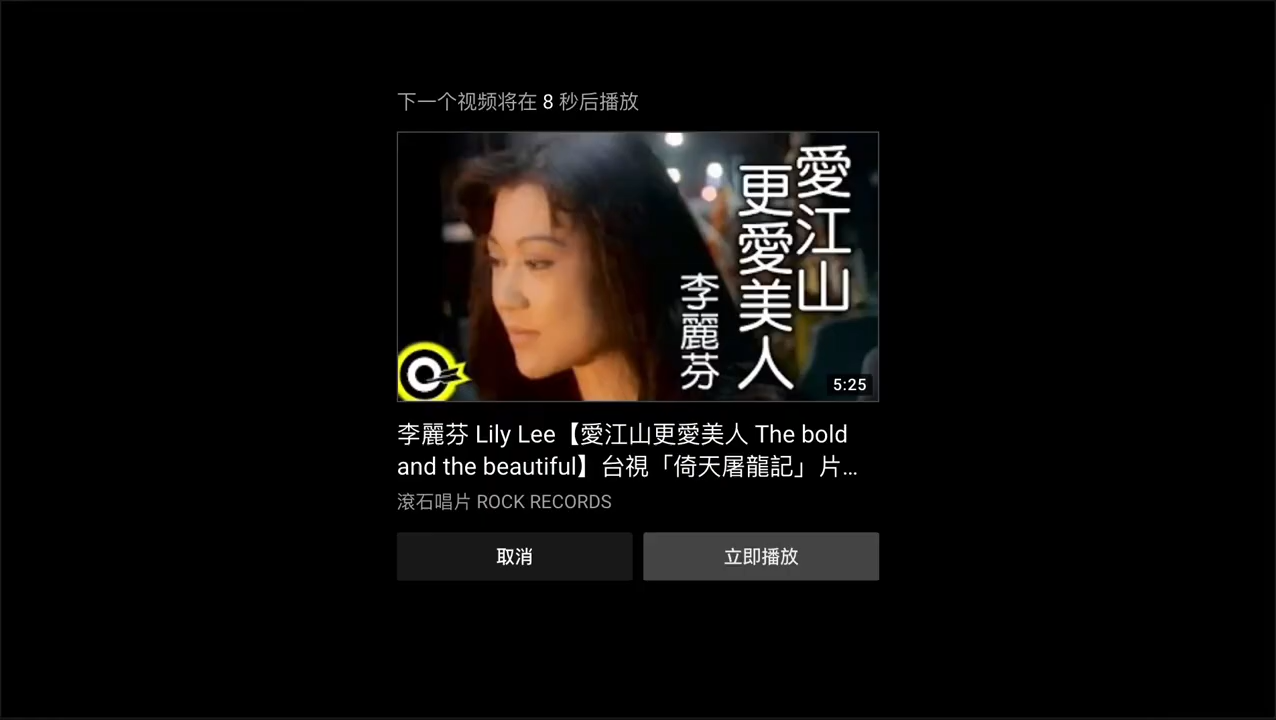 下一个视频将在 8 秒后播放
愛江山
更愛美人
李麗芬
5:25
李麗芬 Lily Lee【愛江山更愛美人 The bold
and the beautiful】台視「倚天屠龍記」片…
滾石唱片 ROCK RECORDS
取消
立即播放